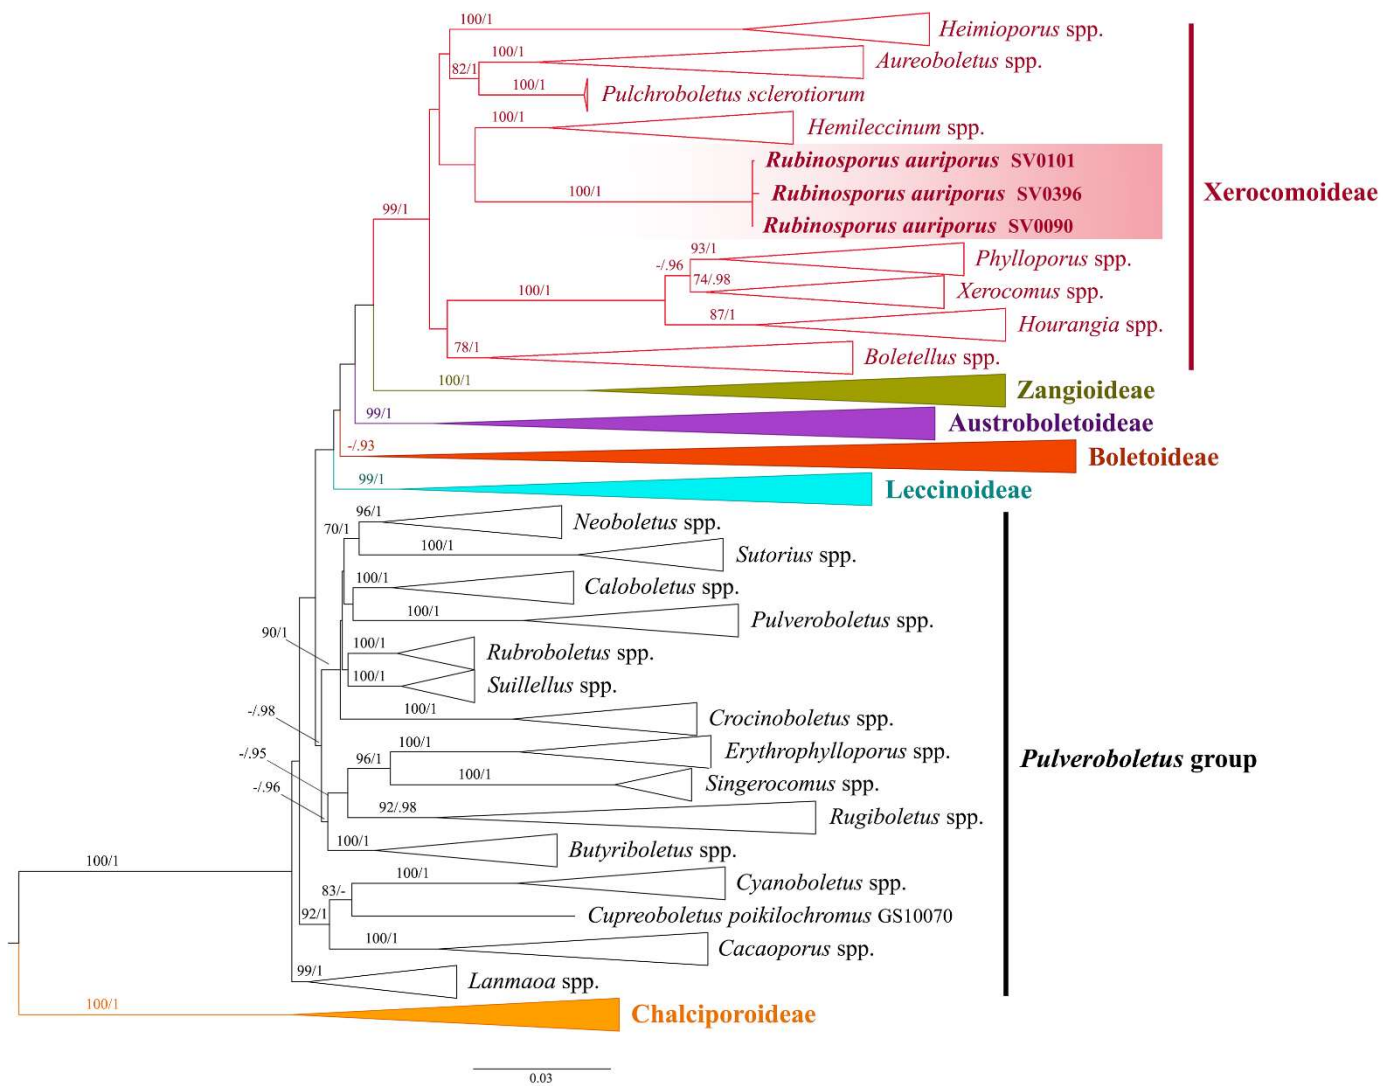 100/1
Heimioporus spp.
100/1
Aureoboletus spp.
82/1
100/1
Pulchroboletus sclerotiorum
100/1
Hemileccinum spp.
Rubinosporus auriporus SV0101
100/1
Rubinosporus auriporus SV0396
Xerocomoideae
99/1
Rubinosporus auriporus SV0090
93/1
Phylloporus spp.
-/.96
74/.98
Xerocomus spp.
100/1
87/1
Hourangia spp.
78/1
Boletellus spp.
100/1
Zangioideae
99/1
Austroboletoideae
-/.93
Boletoideae
99/1
Leccinoideae
96/1
Neoboletus spp.
70/1
100/1
Sutorius spp.
100/1
Caloboletus spp.
100/1
Pulveroboletus spp.
90/1
100/1
Rubroboletus spp.
100/1
Suillellus spp.
-/.98
100/1
Crocinoboletus spp.
100/1
Erythrophylloporus spp.
-/.95
96/1
Pulveroboletus group
100/1
Singerocomus spp.
-/.96
92/.98
Rugiboletus spp.
100/1
Butyriboletus spp.
100/1
100/1
Cyanoboletus spp.
83/-
92/1
Cupreoboletus poikilochromus GS10070
100/1
Cacaoporus spp.
99/1
Lanmaoa spp.
100/1
Chalciporoideae
0.03